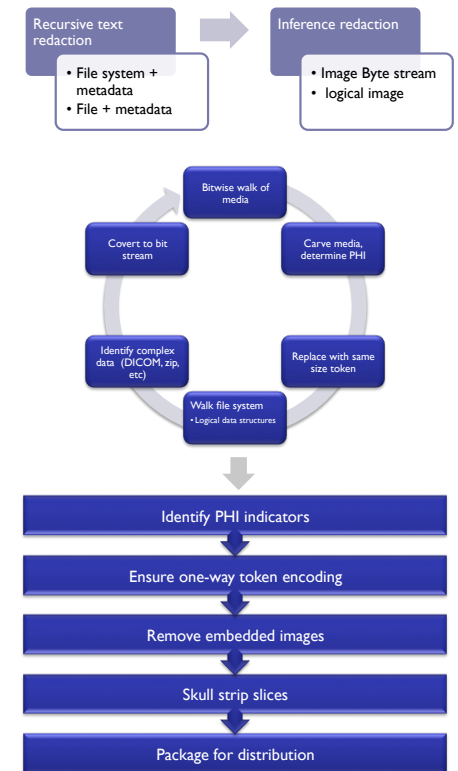 Recursive text
redaction
• File system +
metadata
• File + metadata
Inference redaction
• Image Byte stream
• logical image
Bitwise walk of
media
Carve media,
determine PHI
Replace with same
size token
Walk file system
• Logical data structures
Identify complex
data (DICOM, zip,
etc)
Covert to bit
stream
Identify PHI indicators
Ensure one-way token encoding
Remove embedded images
Skull strip slices
Package for distribution